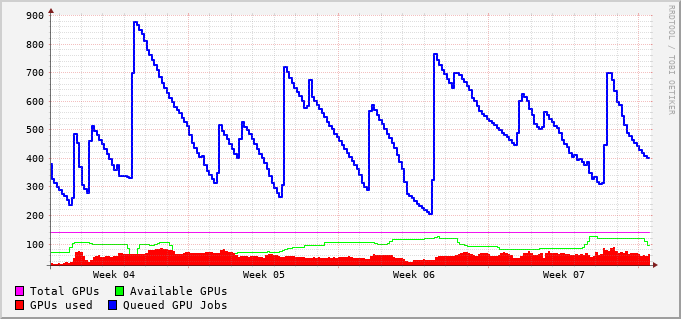 900
800
700
600
500
400
300
200
100
Week 04 Week 05 Week 06 Week 07
Total GPUs Available GPUs
GPUs used Queued GPU Jobs
RRDTOOL / TOBI OETIKER